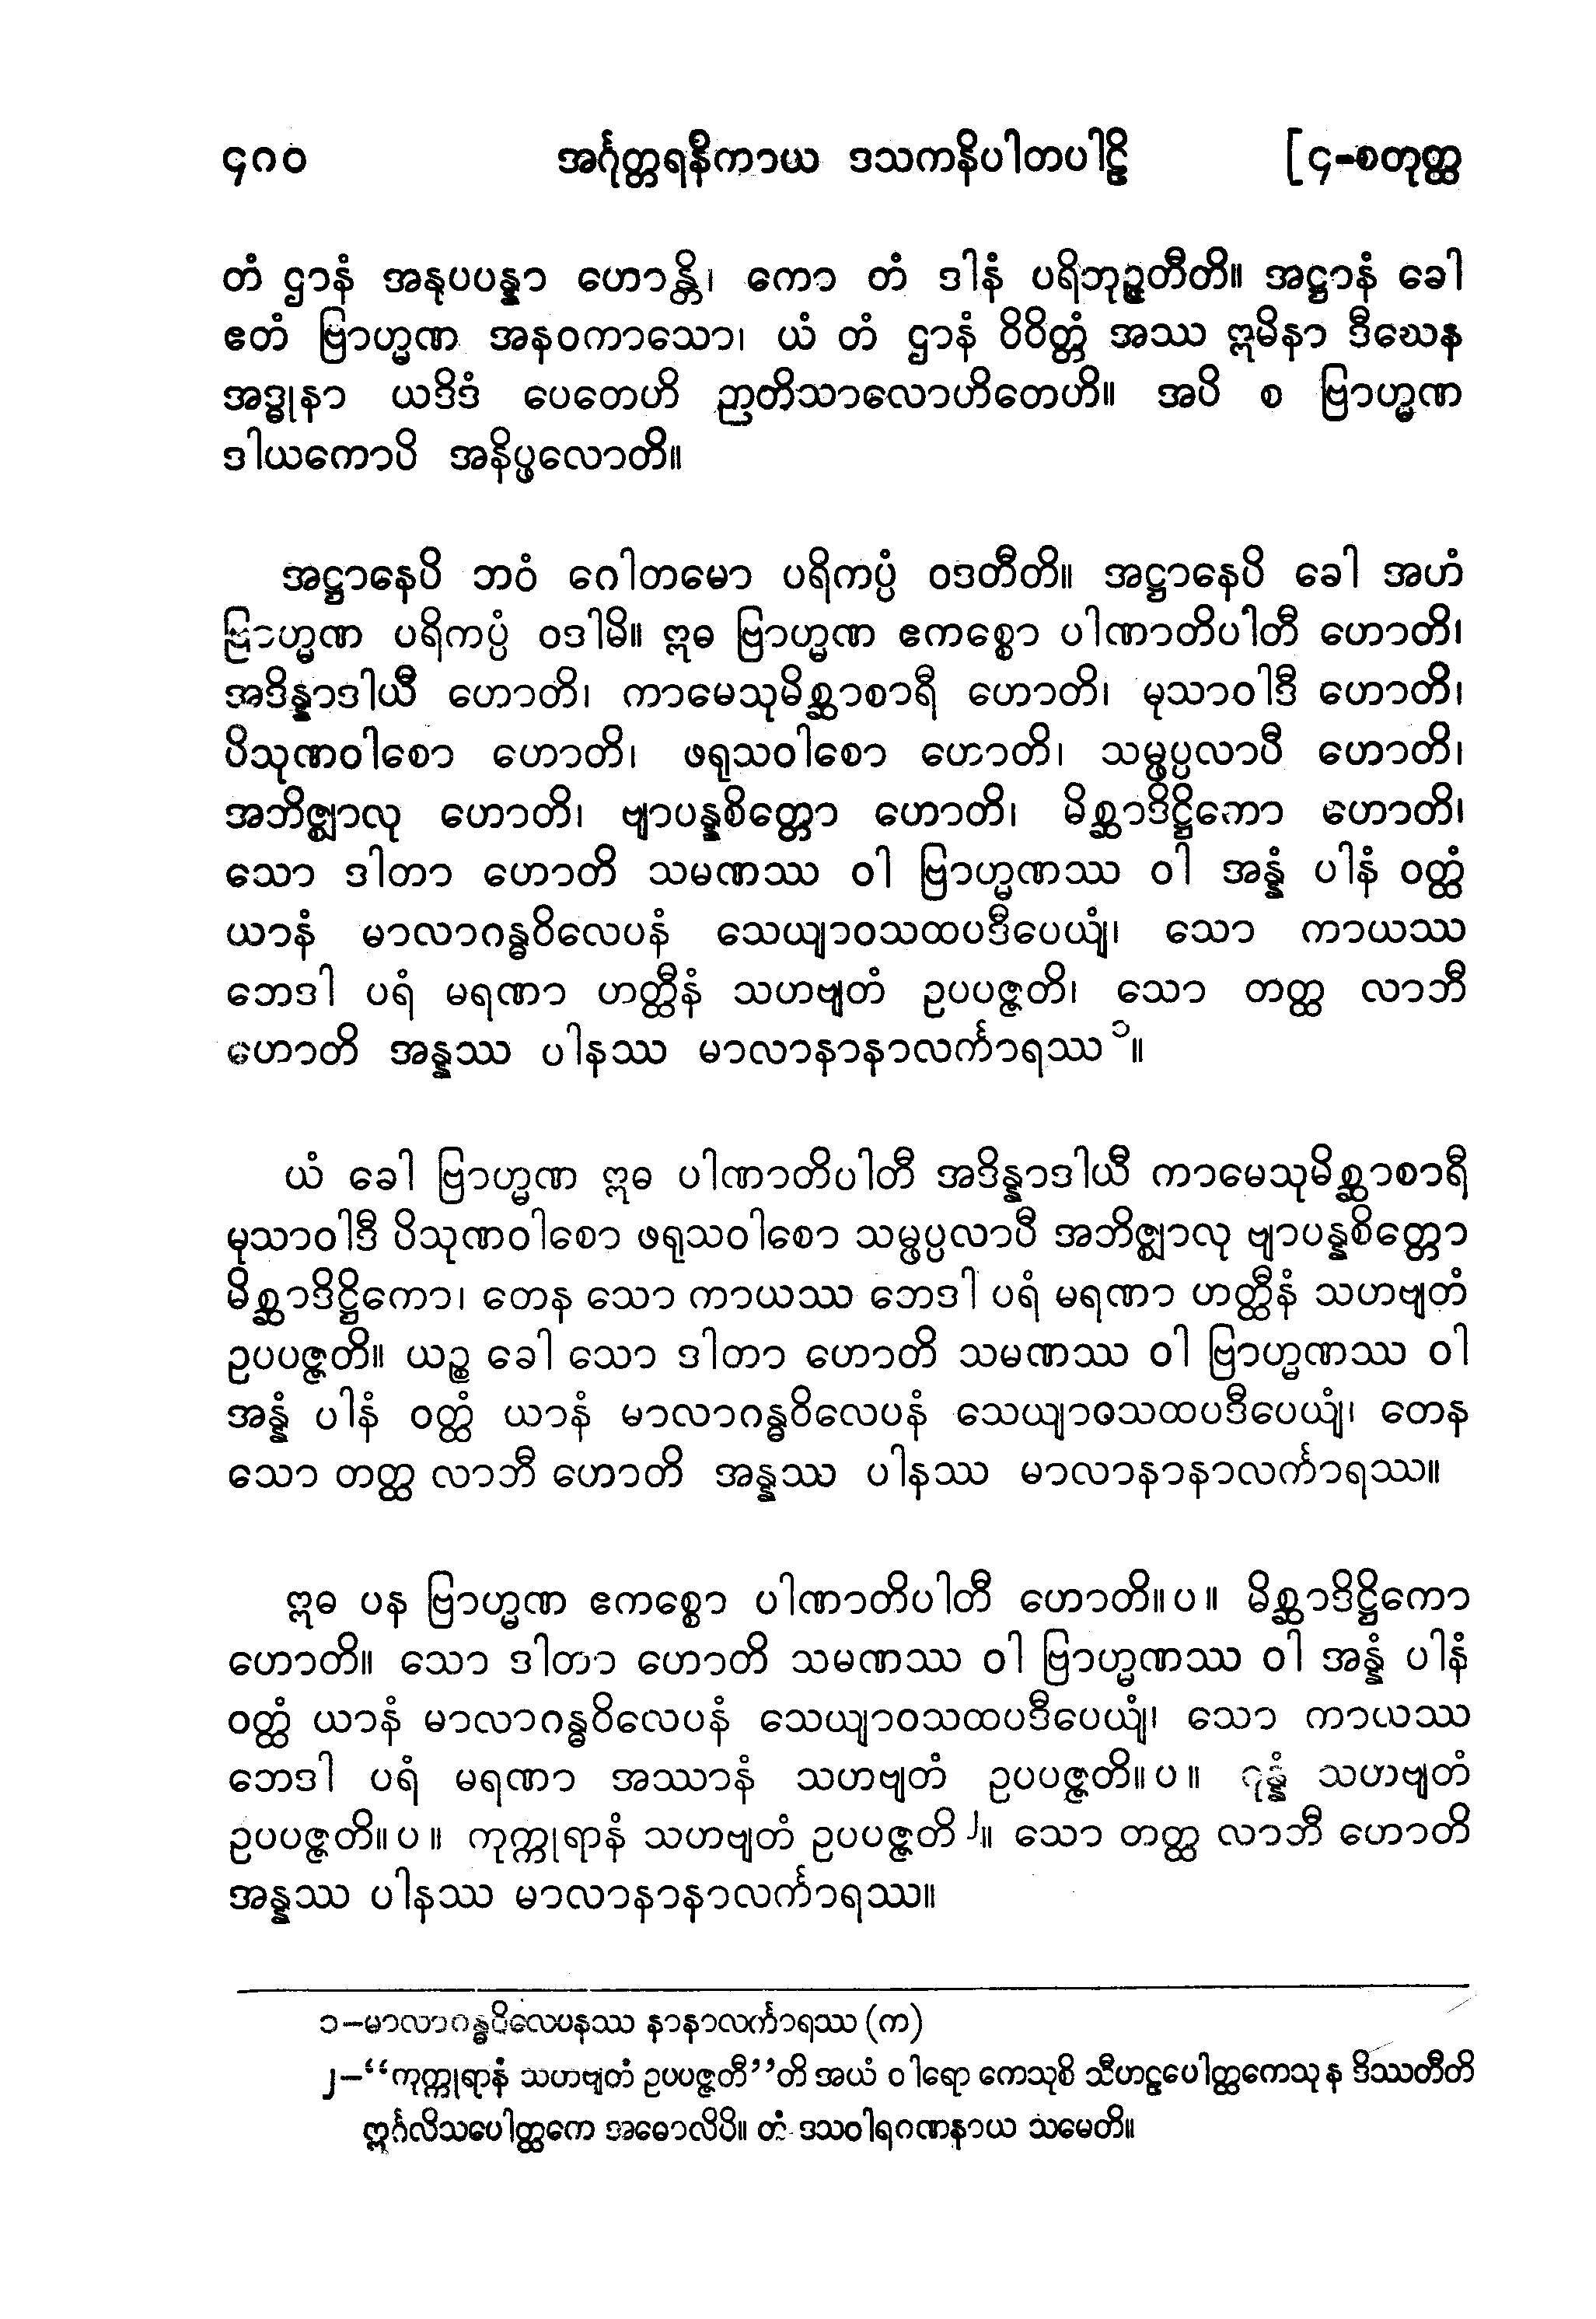 ၄၈၀ အင်္ဂုတ္တရနိကာယ ဒသကနိပါတပါဠိ [၄-စတုတ္ထ
တံ ဌာနံ အနုပပန္နာ ဟောန္တိ၊ ကော တံ ဒါနံ ပရိဘုဉ္ဇတီတိ။ အဋ္ဌာနံ ခေါ
ဧတံ ဗြာဟ္မဏ အနဝကာသော၊ ယံ တံ ဌာနံ ဝိဝိတ္တံ အဿ ဣမိနာ ဒီဃေန
အဒ္ဓုနာ ယဒိဒံ ပေတေဟိ ဉာတိသာလောဟိတေဟိ။ အပိ စ ဗြာဟ္မဏ
ဒါယကောပိ အနိပ္ဖလောတိ။
အဋ္ဌာနေပိ ဘဝံ ဂေါတမော ပရိကပ္ပံ ဝဒတီတိ။ အဋ္ဌာနေပိ ခေါ အဟံ
ဗြာဟ္မဏ ပရိကပ္ပံ ဝဒါမိ။ ဣဓ ဗြာဟ္မဏ ဧကစ္စော ပါဏာတိပါတီ ဟောတိ၊
အဒိန္နာဒါယီ ဟောတိ၊ ကာမေသုမိစ္ဆာစာရီ ဟောတိ၊ မုသာဝါဒီ ဟောတိ၊
ပိသုဏဝါစော ဟောတိ၊ ဖရုသဝါစော ဟောတိ၊ သမ္ဖပ္ပလာပီ ဟောတိ၊
အဘိဇ္ဈာလု ဟောတိ၊ ဗျာပန္နစိတ္တော ဟောတိ၊ မိစ္ဆာဒိဋ္ဌိကော ဟောတိ၊
သော ဒါတာ ဟောတိ သမဏဿ ဝါ ဗြာဟ္မဏဿ ဝါ အန္နံ ပါနံ ဝတ္ထံ
ယာနံ မာလာဂန္ဓဝိလေပနံ သေယျာဝသထပဒီပေယျံ၊ သော ကာယဿ
ဘေဒါ ပရံ မရဏာ ဟတ္ထီနံ သဟဗျတံ ဥပပဇ္ဇတိ၊ သော တတ္ထ လာဘီ
ဟောတိ အန္နဿ ပါနဿ မာလာနာနာလင်္ကာရဿ ၁။
ယံ ခေါ ဗြာဟ္မဏ ဣဓ ပါဏာတိပါတီ အဒိန္နာဒါယီ ကာမေသုမိစ္ဆာစာရီ
မုသာဝါဒီ ပိသုဏဝါစော ဖရုသဝါစော သမ္ဖပ္ပလာပီ အဘိဇ္ဈာလု ဗျာပန္နစိတ္တော
မိစ္ဆာဒိဋ္ဌိကော၊ တေန သော ကာယဿ ဘေဒါ ပရံ မရဏာ ဟတ္ထီနံ သဟဗျတံ
ဥပပဇ္ဇတိ။ ယဉ္စ ခေါ သော ဒါတာ ဟောတိ သမဏဿ ဝါ ဗြာဟ္မဏဿ ဝါ
အန္နံ ပါနံ ဝတ္ထံ ယာနံ မာလာဂန္ဓဝိလေပနံ သေယျာဝသထပဒီပေယျံ၊ တေန
သော တတ္ထ လာဘီ ဟောတိ အန္နဿ ပါနဿ မာလာနာနာလင်္ကာရဿ။
ဣဓ ပန ဗြာဟ္မဏ ဧကစ္စော ပါဏာတိပါတီ ဟောတိ။ပ။ မိစ္ဆာဒိဋ္ဌိကော
ဟောတိ။ သော ဒါတာ ဟောတိ သမဏဿ ဝါ ဗြာဟ္မဏဿ ဝါ အန္နံ ပါနံ
ဝတ္ထံ ယာနံ မာလာဂန္ဓဝိလေပနံ သေယျာဝသထပဒီပေယျံ၊ သော ကာယဿ
ဘေဒါ ပရံ မရဏာ အဿာနံ သဟဗျတံ ဥပပဇ္ဇတိ။ပ။ ဂုန္နံ သဟဗျတံ
ဥပပဇ္ဇတိ။ပ။ ကုက္ကုရာနံ သဟဗျတံ ဥပပဇ္ဇတိ ၂။ သော တတ္ထ လာဘီ ဟောတိ
အန္နဿ ပါနဿ မာလာနာနာလင်္ကာရဿ။
၁–မာလာဂန္ဓဝိလေပနဿ နာနာလင်္ကာရဿ (က)
၂–“ကုက္ကုရာနံ သဟဗျတံ ဥပပဇ္ဇတီ”တိ အယံ ဝါရော ကေသုစိ သီဟဠပေါတ္ထကေသု န ဒိဿတီတိ
ဣင်္ဂလိသပေါတ္ထကေ အဓောလိပိ။ တံ ဒသဝါရဂဏနာယ သမေတိ။